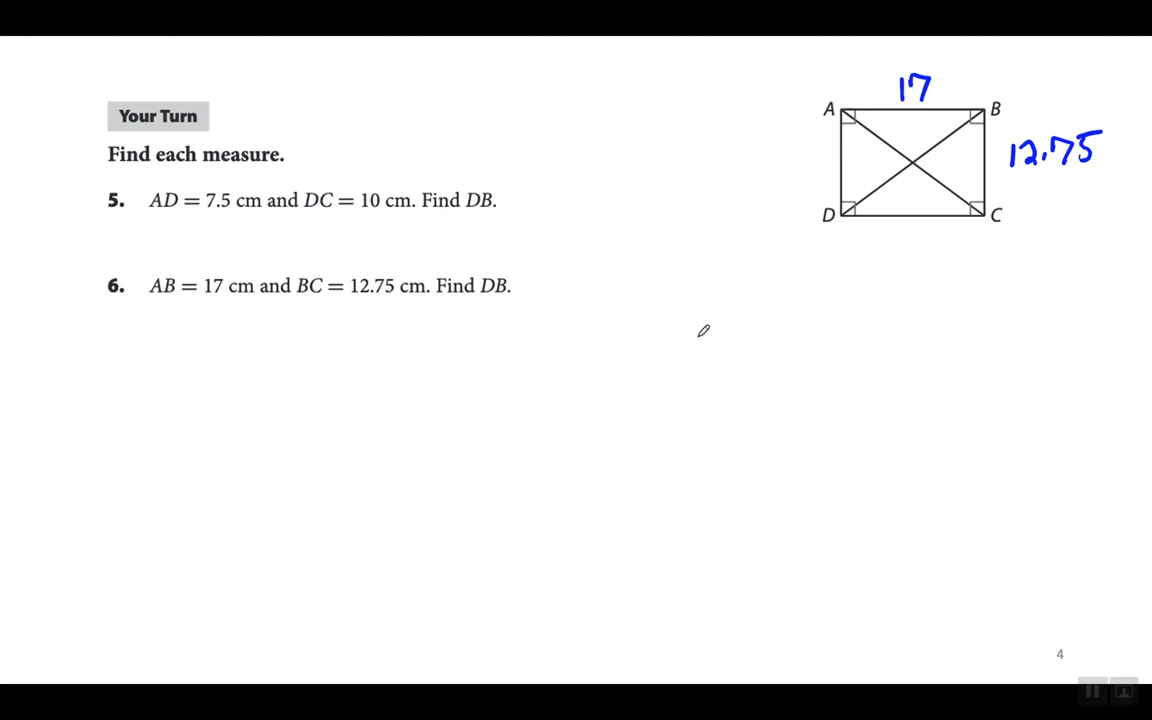 17
A
B
Your Turn
12.75
Find each measure.
5. AD = 7.5 cm and DC = 10 cm. Find DB.
D
C
6. AB = 17 cm and BC = 12.75 cm. Find DB.
4